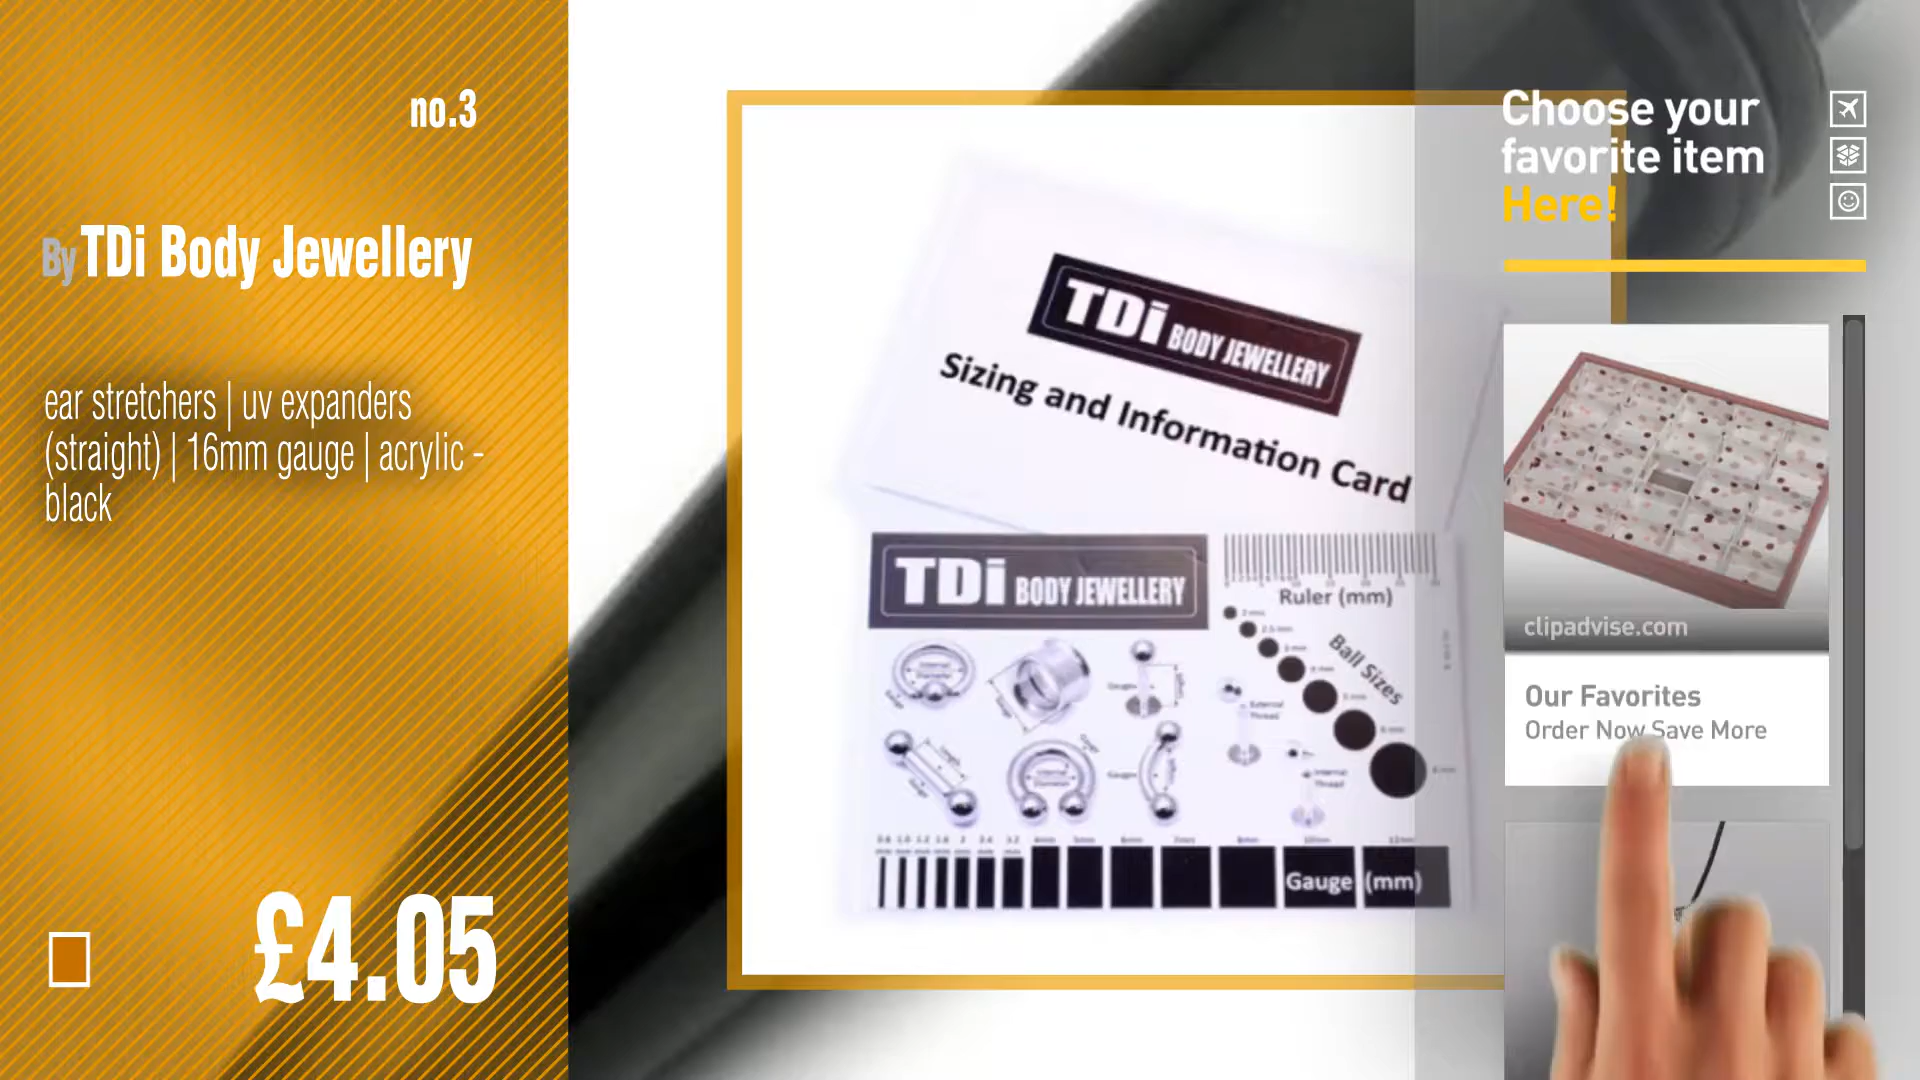 no.3
By TDi Body Jewellery
ear stretchers | uv expanders
(straight) | 16mm gauge | acrylic -
black
£4.05
TDi BODY JEWELLERY
Sizing and Information Card
TDi BODY JEWELLERY
Ruler (mm)
Ball Sizes
Gauge (mm)
Choose your
favorite item
Here!
clipadvise.com
Our Favorites
Order Now Save More